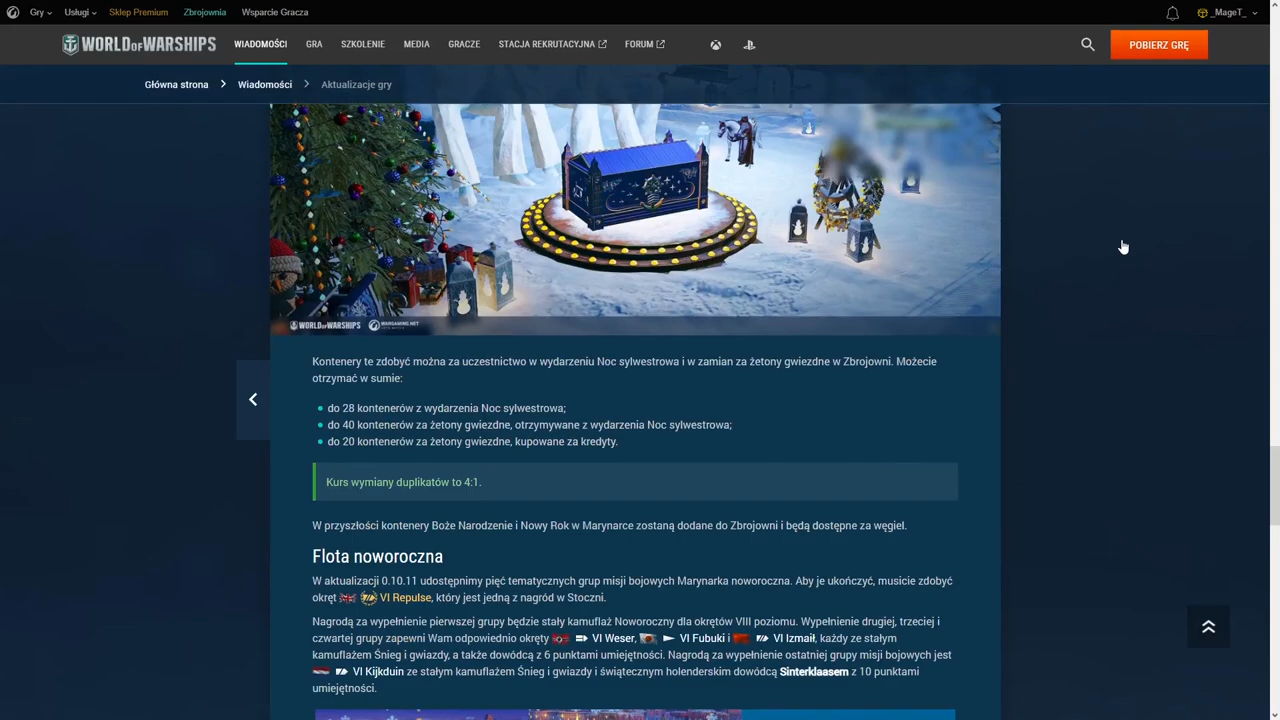 Gry Usługi Sklep Premium Zbrojownia Wsparcie Gracza _MageT_
WORLD OF WARSHIPS WIADOMOŚCI GRA SZKOLENIE MEDIA GRACZE STACJA REKRUTACYJNA FORUM POBIERZ GRĘ
Główna strona Wiadomości Aktualizacje gry
WORLD OF WARSHIPS WARGAMING.NET
Kontenery te zdobyć można za uczestnictwo w wydarzeniu Noc sylwestrowa i w zamian za żetony gwiezdne w Zbrojowni. Możecie
otrzymać w sumie:
do 28 kontenerów z wydarzenia Noc sylwestrowa;
do 40 kontenerów za żetony gwiezdne, otrzymywane z wydarzenia Noc sylwestrowa;
do 20 kontenerów za żetony gwiezdne, kupowane za kredyty.
Kurs wymiany duplikatów to 4:1.
W przyszłości kontenery Boże Narodzenie i Nowy Rok w Marynarce zostaną dodane do Zbrojowni i będą dostępne za węgiel.
Flota noworoczna
W aktualizacji 0.10.11 udostępnimy pięć tematycznych grup misji bojowych Marynarka noworoczna. Aby je ukończyć, musicie zdobyć
okręt VI Repulse, który jest jedną z nagród w Stoczni.
Nagrodą za wypełnienie pierwszej grupy będzie stały kamuflaż Noworoczny dla okrętów VIII poziomu. Wypełnienie drugiej, trzeciej i
czwartej grupy zapewni Wam odpowiednio okręty VI Weser, VI Fubuki i VI Izmaił, każdy ze stałym
kamuflażem Śnieg i gwiazdy, a także dowódcą z 6 punktami umiejętności. Nagrodą za wypełnienie ostatniej grupy misji bojowych jest
VI Kijkduin ze stałym kamuflażem Śnieg i gwiazdy i świątecznym holenderskim dowódcą Sinterklaasem z 10 punktami
umiejętności.